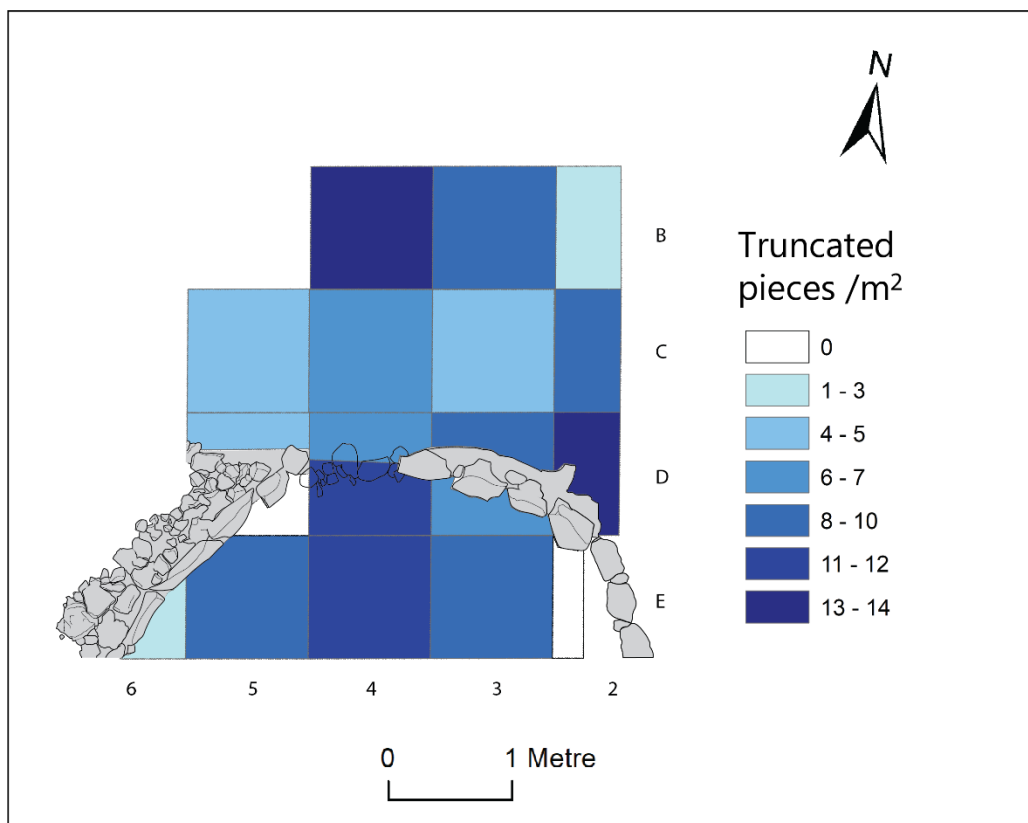 N
B
C
D
E
6 5 4 3 2
0 1 Metre
Truncated
pieces /m²
0
1 - 3
4 - 5
6 - 7
8 - 10
11 - 12
13 - 14